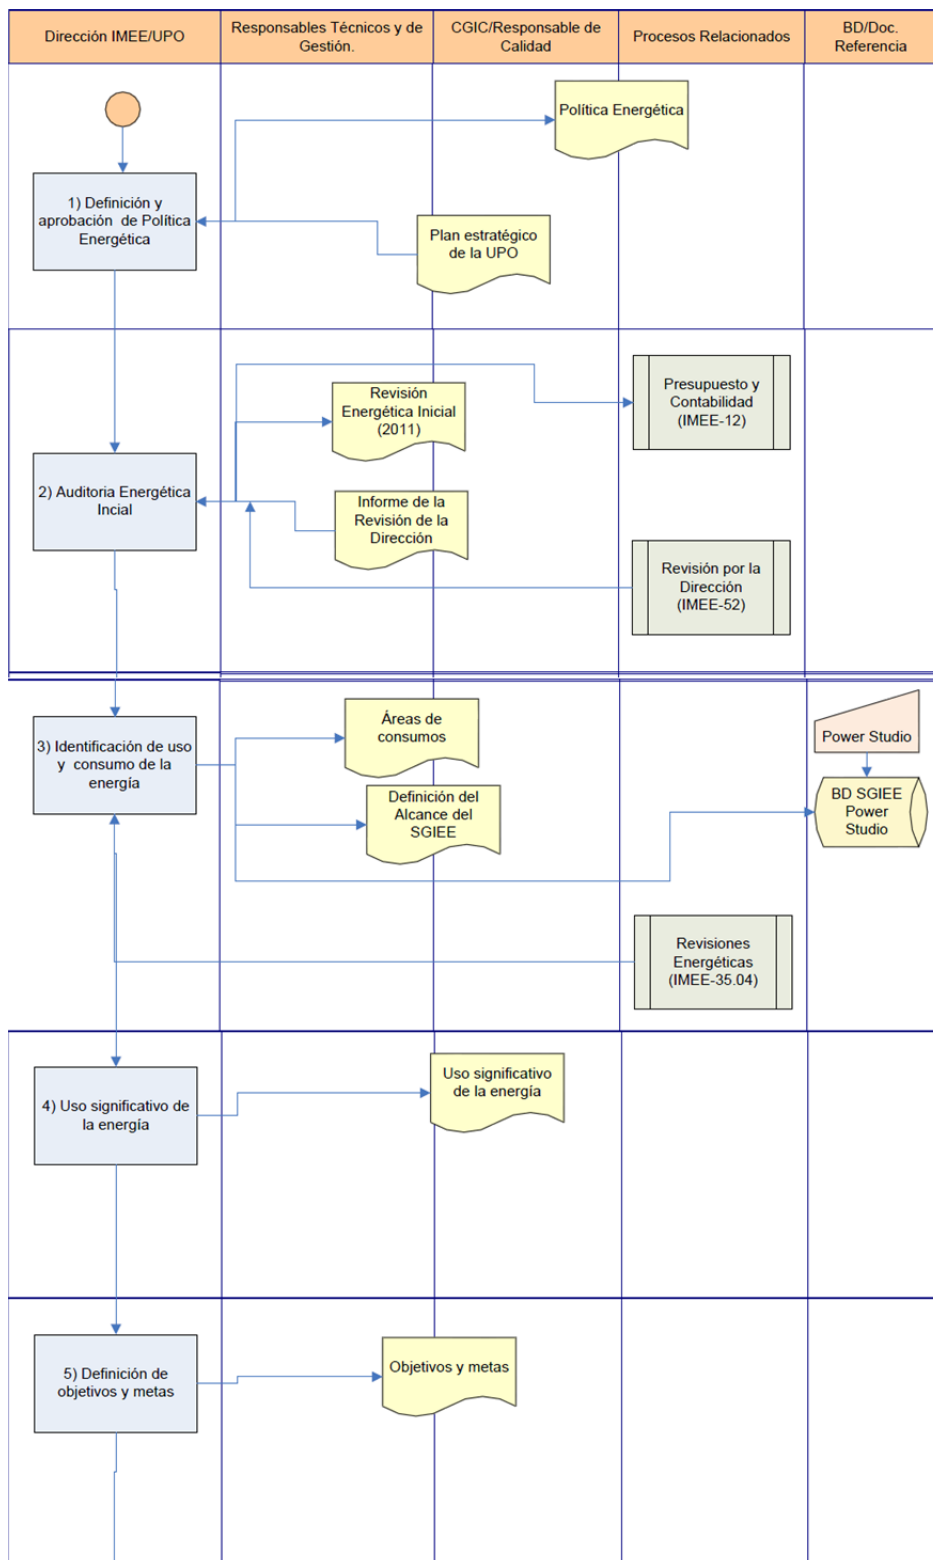 Dirección IMEE/UPO
Responsables Técnicos y de
Gestión.
CGIC/Responsable de
Calidad
Procesos Relacionados
BD/Doc.
Referencia
Política Energética
1) Definición y
aprobación de Política
Energética
Plan estratégico
de la UPO
Revisión
Energética Inicial
(2011)
Presupuesto y
Contabilidad
(IMEE-12)
2) Auditoria Energética
Incial
Informe de la
Revisión de la
Dirección
Revisión por la
Dirección
(IMEE-52)
3) Identificación de uso
y consumo de la
energía
Áreas de
consumos
Power Studio
Definición del
Alcance del
SGIEE
BD SGIEE
Power
Studio
Revisiones
Energéticas
(IMEE-35.04)
4) Uso significativo de
la energía
Uso significativo
de la energía
5) Definición de
objetivos y metas
Objetivos y metas